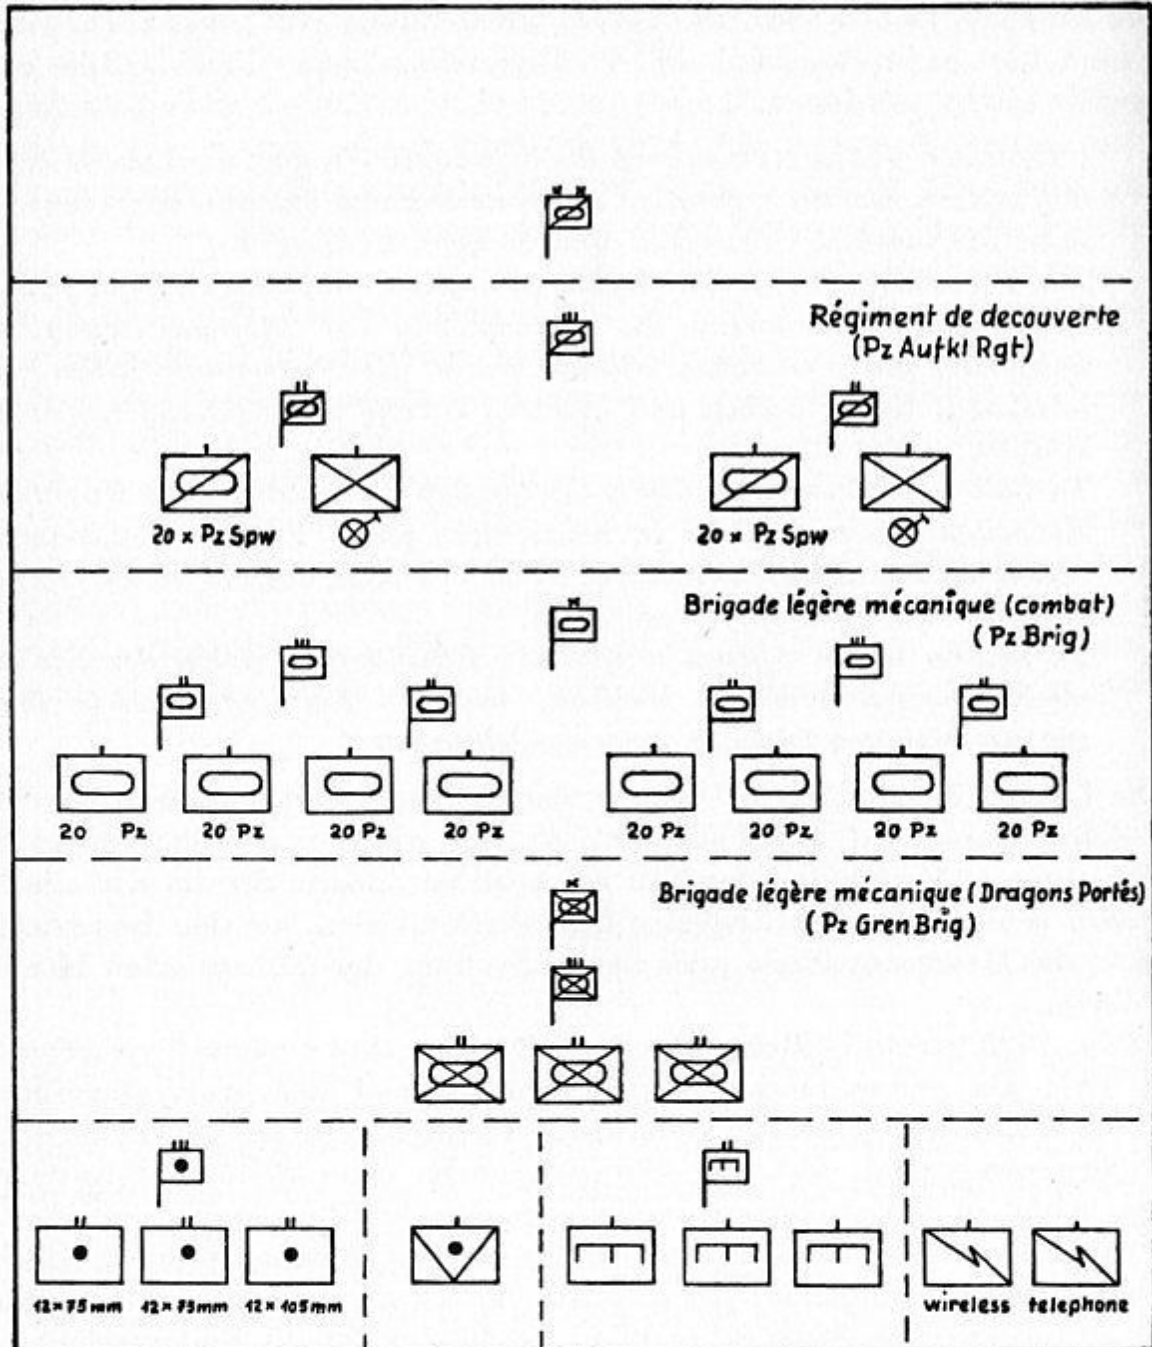 Régiment de decouverte
(Pz Aufkl Rgt)
20 x Pz Spw
20 x Pz Spw
Brigade légère mécanique (combat)
(Pz Brig)
20 Pz
20 Pz
20 Pz
20 Pz
20 Pz
20 Pz
20 Pz
20 Pz
Brigade légère mécanique (Dragons Portés)
(Pz Gren Brig)
12 x 75 mm
12 x 75 mm
12 x 105 mm
wireless
telephone